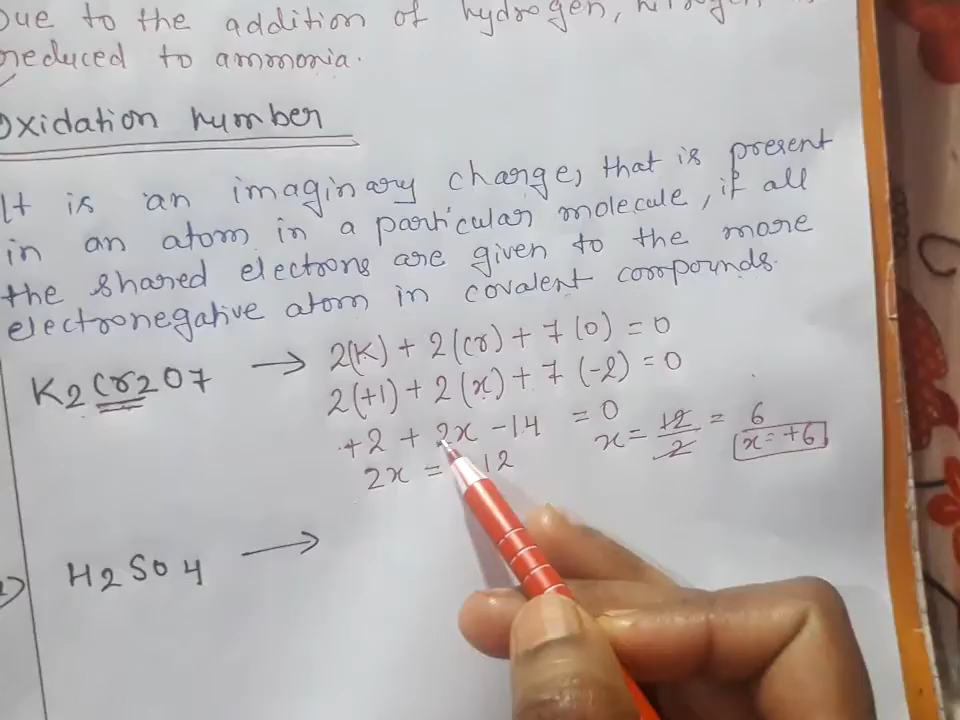 Due to the addition of hydrogen, nitrogen
reduced to ammonia.
Oxidation number
It is an imaginary charge, that is present
in an atom in a particular molecule, if all
the shared electrons are given to the more
electronegative atom in covalent compounds.
K2Cr2O7 → 2(K) + 2(Cr) + 7(O) = 0
2(+1) + 2(x) + 7(-2) = 0
+2 + 2x - 14 = 0
2x = 12 x = 12/2 = 6
x = +6
H2SO4 →